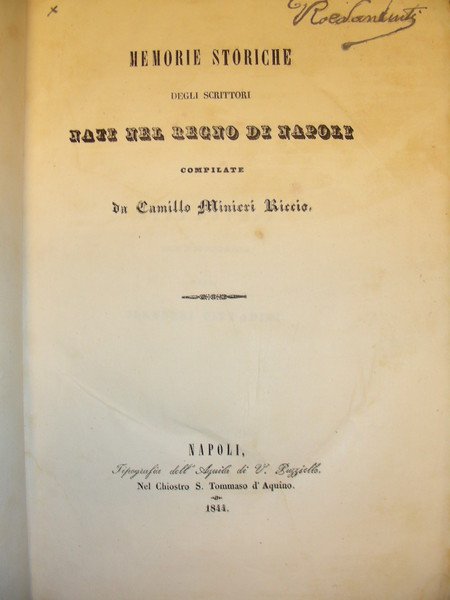 MEMORIE STORICHE
DEGLI SCRITTORI
NATI NEL REGNO DI NAPOLI
COMPILATE
da Camillo Minieri Riccio.
NAPOLI,
Tipografia dell' Aquila di V. Puzziello
Nel Chiostro S. Tommaso d' Aquino.
1844.